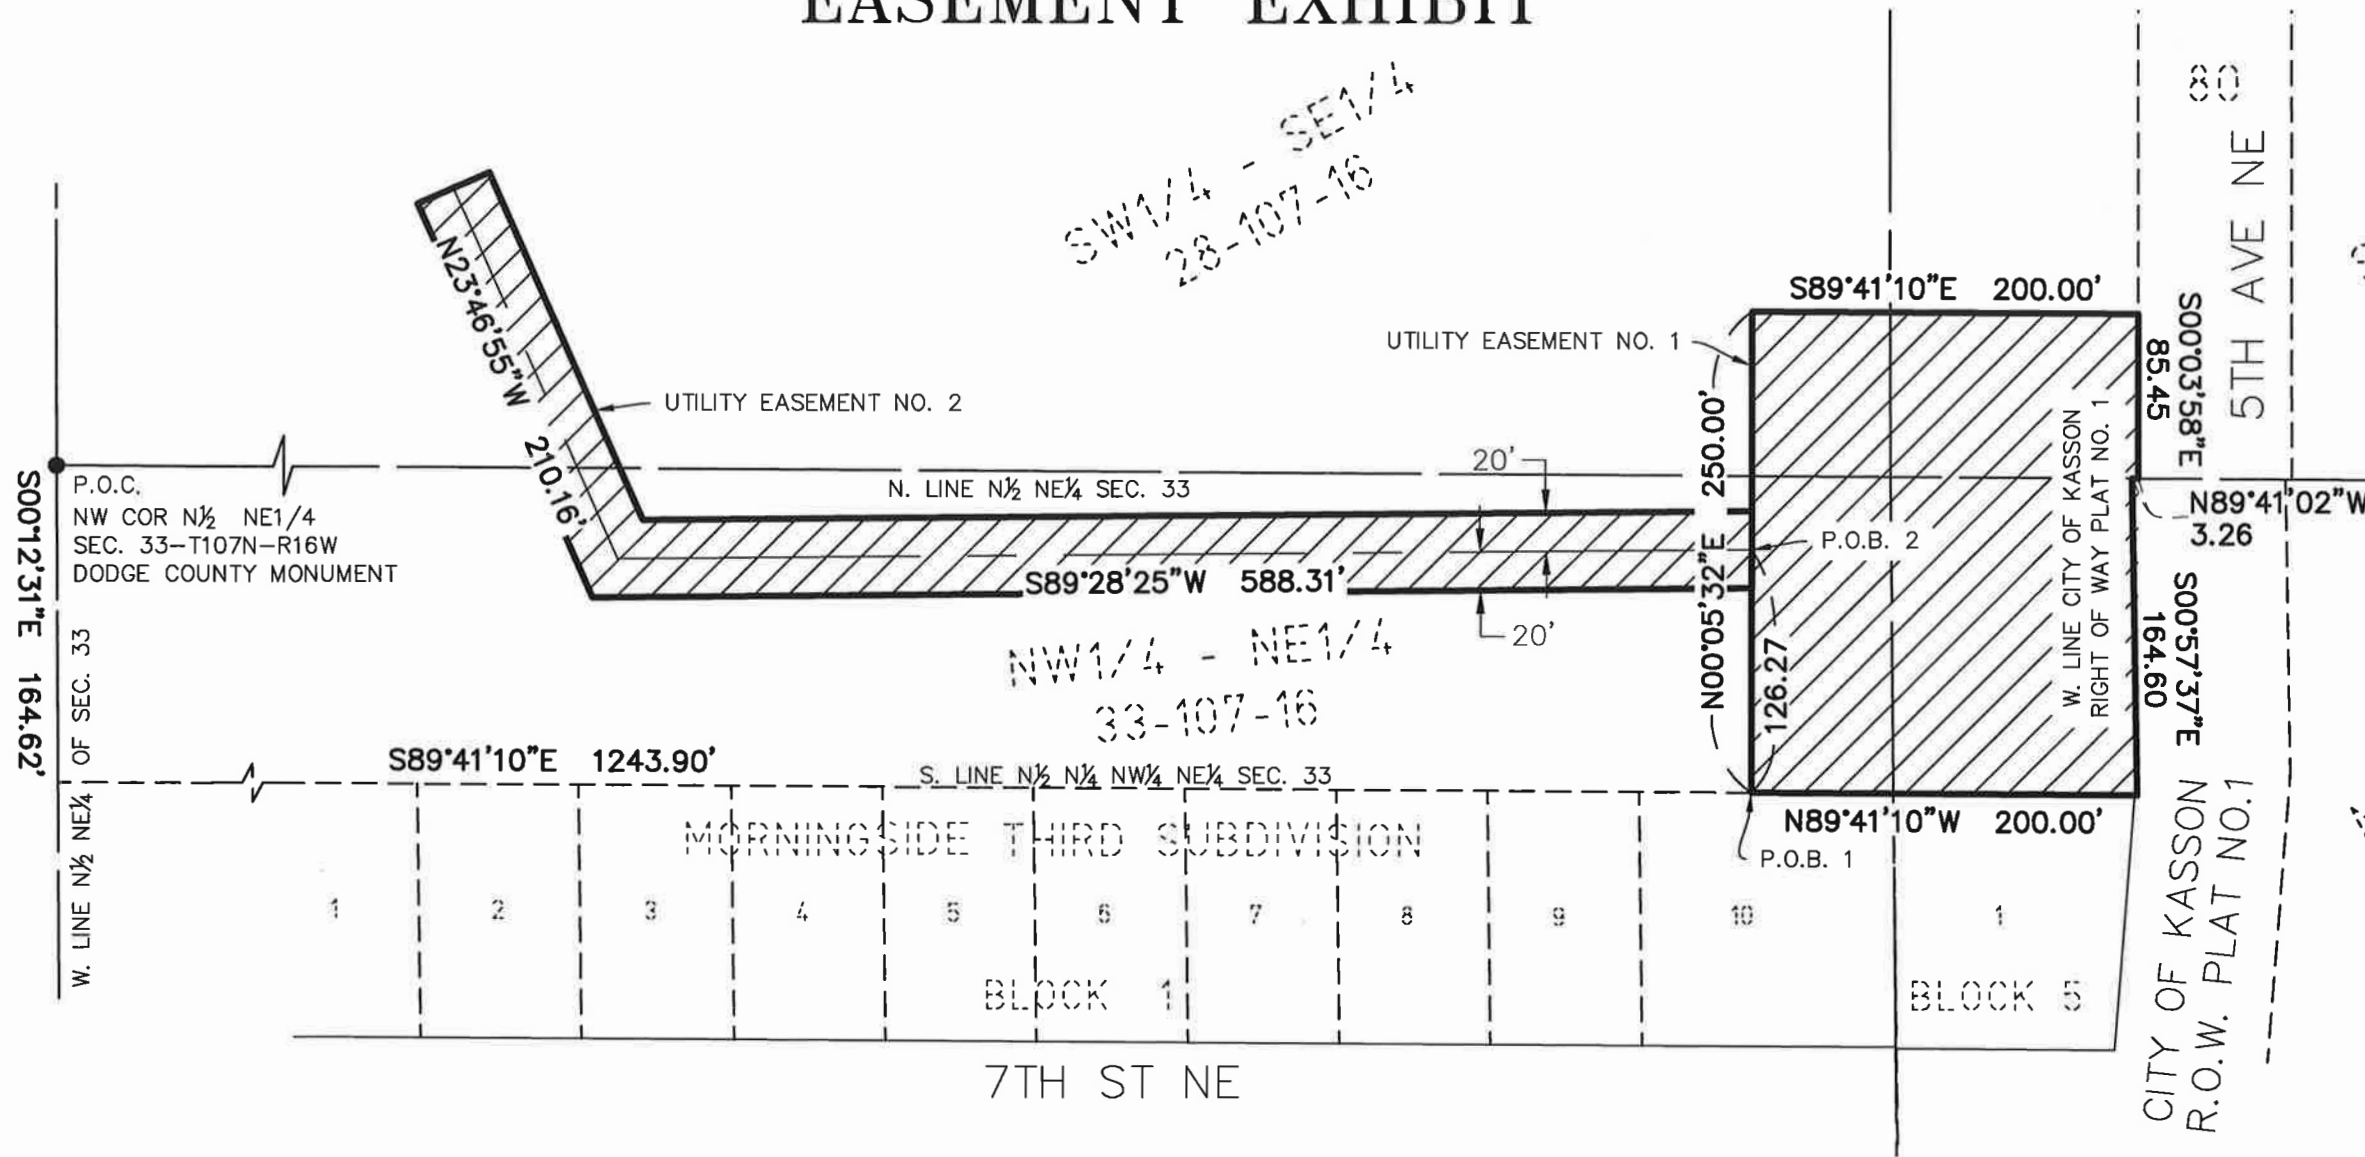 EASEMENT EXHIBIT
SW1/4 - SE1/4
28-107-16
80
5TH AVE NE
S89°41'10"E 200.00'
UTILITY EASEMENT NO. 1
S00°03'58"E
85.45
N23°46'55"W
210.16'
UTILITY EASEMENT NO. 2
250.00'
N00°05'32"E
W. LINE CITY OF KASSON
RIGHT OF WAY PLAT NO. 1
20'
N. LINE N½ NE¼ SEC. 33
P.O.C.
NW COR N½ NE1/4
SEC. 33-T107N-R16W
DODGE COUNTY MONUMENT
N89°41'02"W
3.26
P.O.B. 2
S89°28'25"W 588.31'
20'
S00°12'31"E 164.62'
W. LINE N½ NE¼ OF SEC. 33
NW1/4 - NE1/4
33-107-16
126.27
S00°57'37"E
164.60
S89°41'10"E 1243.90'
S. LINE N½ N¼ NW¼ NE¼ SEC. 33
N89°41'10"W 200.00'
P.O.B. 1
MORNINGSIDE THIRD SUBDIVISION
1 2 3 4 5 6 7 8 9 10 1
BLOCK 1
BLOCK 5
CITY OF KASSON
R.O.W. PLAT NO.1
7TH ST NE